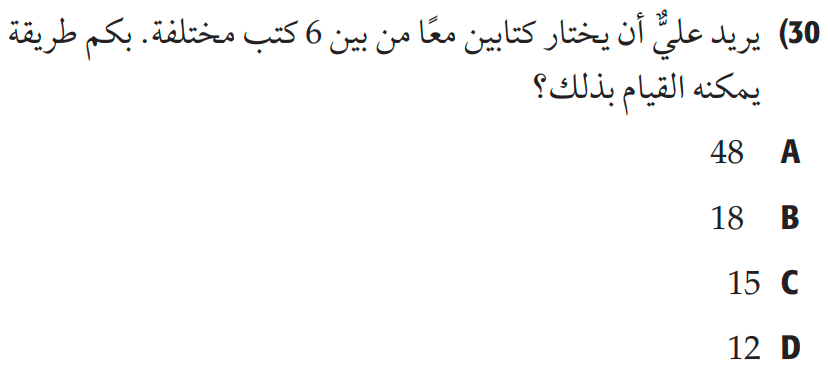 30) يريد عليٌّ أن يختار كتابين معًا من بين 6 كتب مختلفة. بكم طريقة
يمكنه القيام بذلك؟
A 48
B 18
C 15
D 12